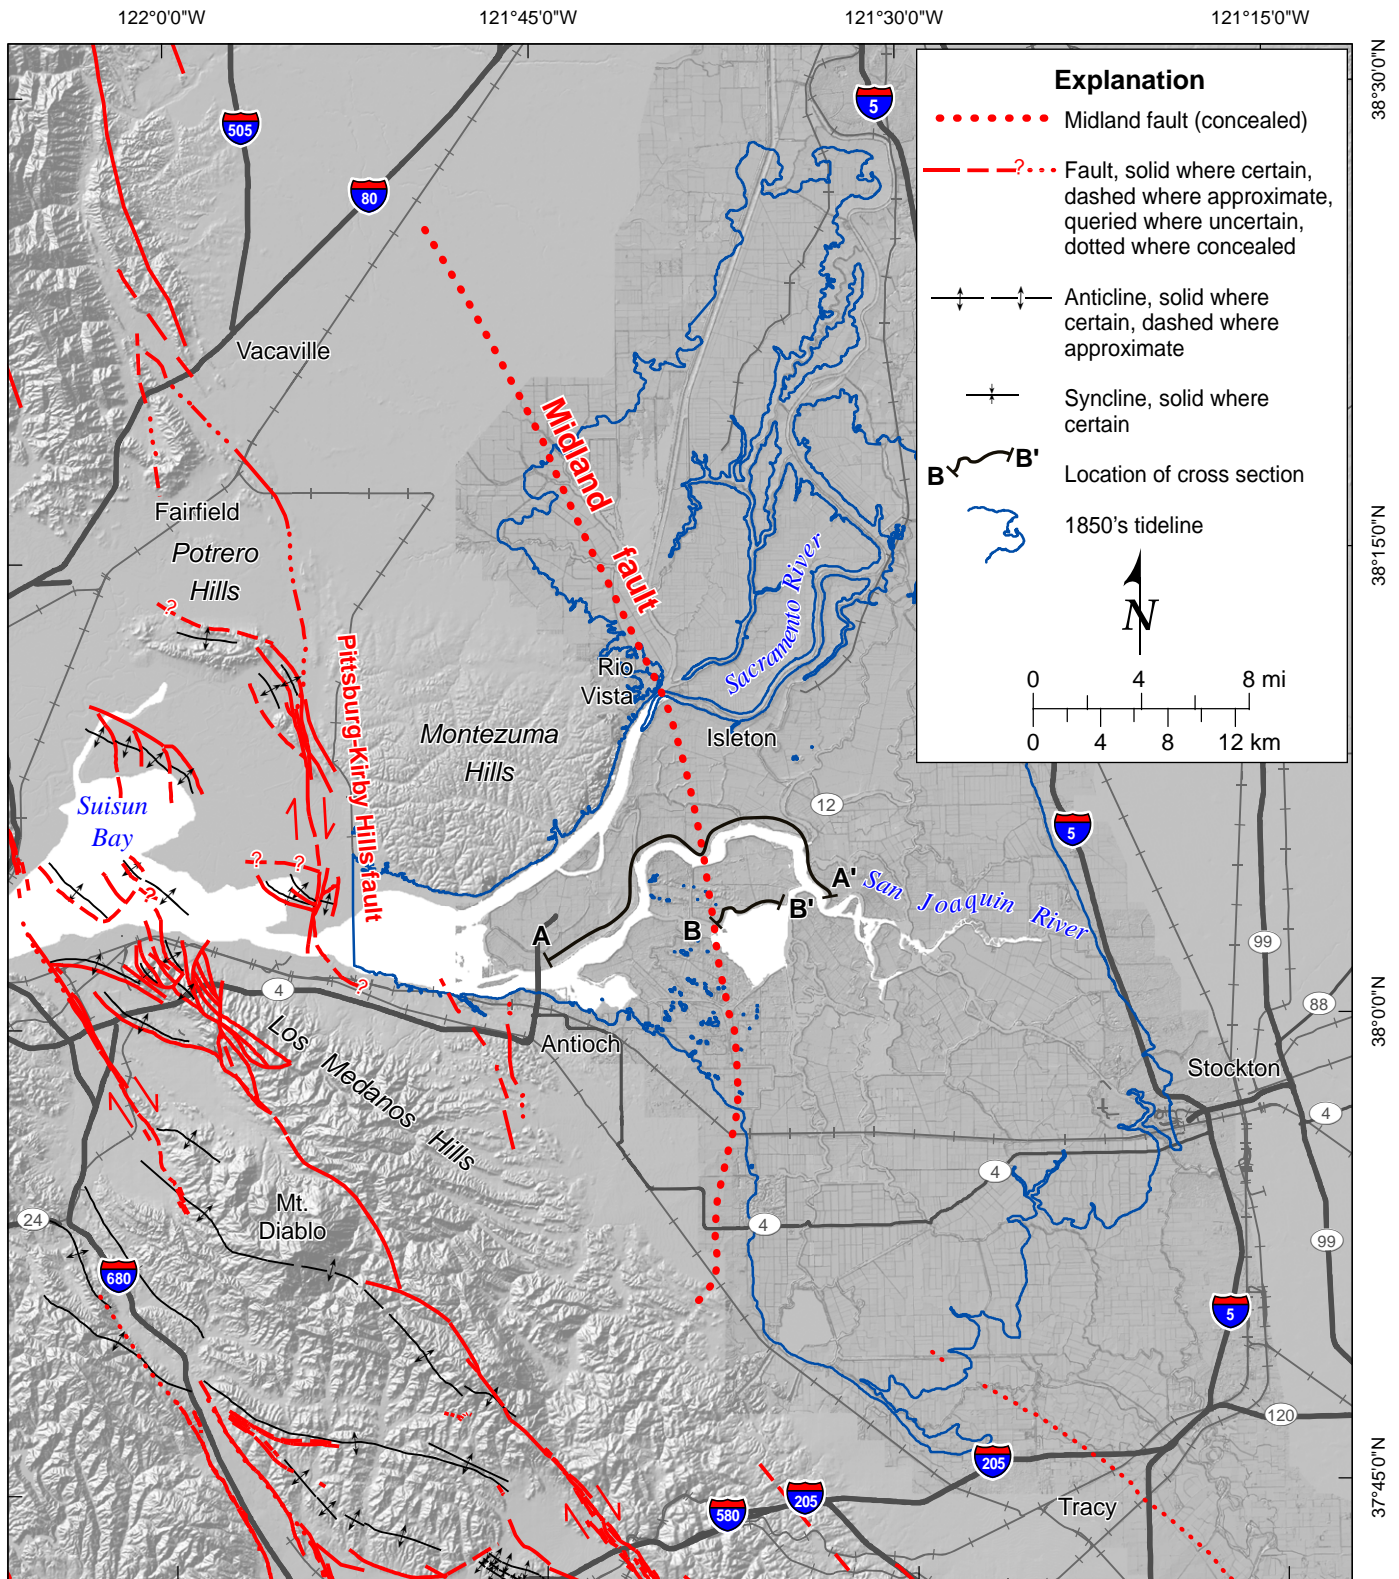 122°0'0"W
121°45'0"W
121°30'0"W
121°15'0"W
38°30'0"N
38°15'0"N
38°0'0"N
37°45'0"N
Explanation
Midland fault (concealed)
?
Fault, solid where certain,
dashed where approximate,
queried where uncertain,
dotted where concealed
Anticline, solid where
certain, dashed where
approximate
Syncline, solid where
certain
B
B'
Location of cross section
1850's tideline
N
0
4
8 mi
0
4
8
12 km
505
80
5
Vacaville
Midland
fault
Fairfield
Potrero
Hills
?
Pittsburg-Kirby Hills fault
Rio
Vista
Sacramento River
Isleton
Montezuma
Hills
Suisun
Bay
12
5
?
?
?
A
A'
B
B'
San Joaquin River
99
88
4
?
Los Medanos Hills
Antioch
Stockton
4
4
24
Mt.
Diablo
4
99
680
5
120
205
205
580
Tracy